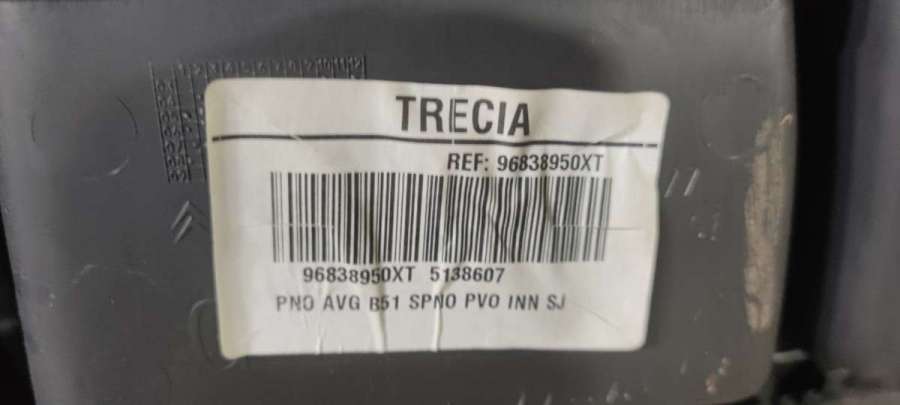 TRECIA
REF: 96838950XT
96838950XT 5138607
PNO AVG B51 SPNO PVO INN SJ